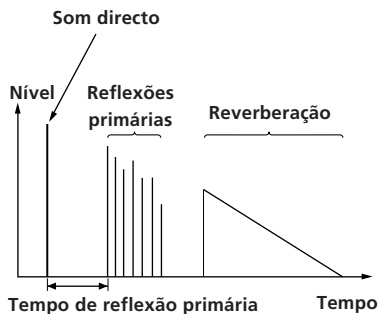 Som directo
Nível
Reflexões
primárias
Reverberação
Tempo de reflexão primária
Tempo